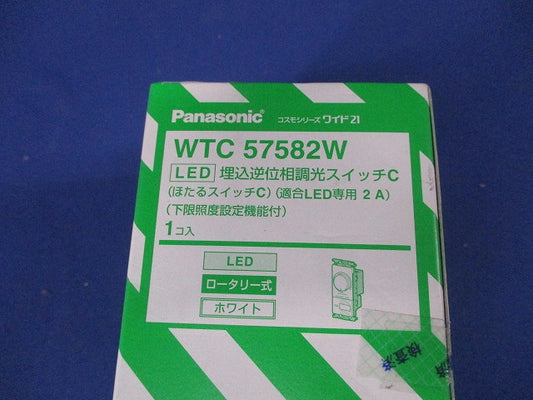 Panasonic® コスモシリーズ ワイド21
WTC 57582W
LED 埋込逆位相調光スイッチC
(ほたるスイッチC) (適合LED専用 2 A)
(下限照度設定機能付)
1コ入
LED
ロータリー式
ホワイト
検査済